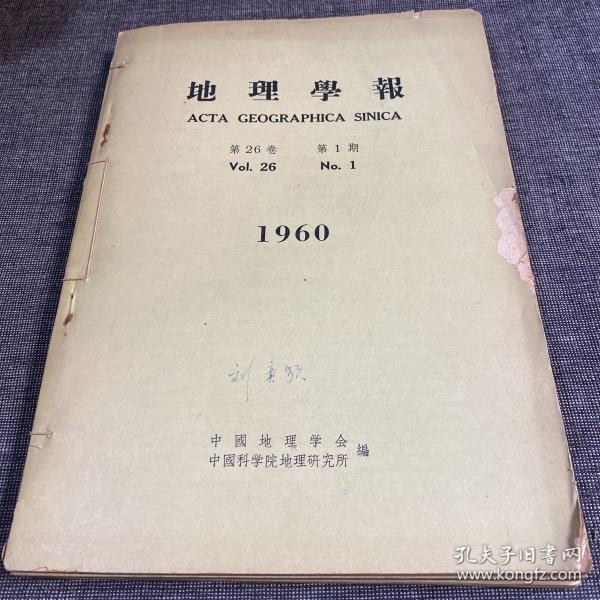 地理學報
ACTA GEOGRAPHICA SINICA
第26卷 第1期
Vol. 26 No. 1
1960
中國地理学会
中國科学院地理研究所
編
孔夫子旧书网
www.kongfz.com